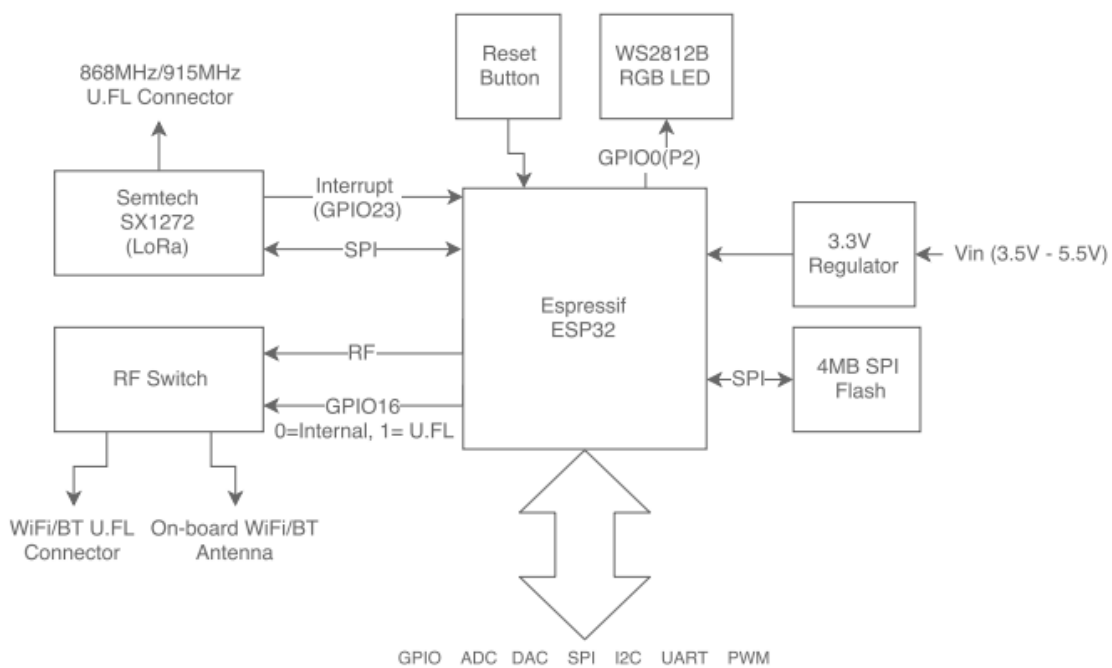 868MHz/915MHz
U.FL Connector
Reset
Button
WS2812B
RGB LED
GPIO0(P2)
Semtech
SX1272
(LoRa)
Interrupt
(GPIO23)
SPI
Espressif
ESP32
3.3V
Regulator
Vin (3.5V - 5.5V)
RF Switch
RF
GPIO16
0=Internal, 1= U.FL
SPI
4MB SPI
Flash
WiFi/BT U.FL
Connector
On-board WiFi/BT
Antenna
GPIO ADC DAC SPI I2C UART PWM